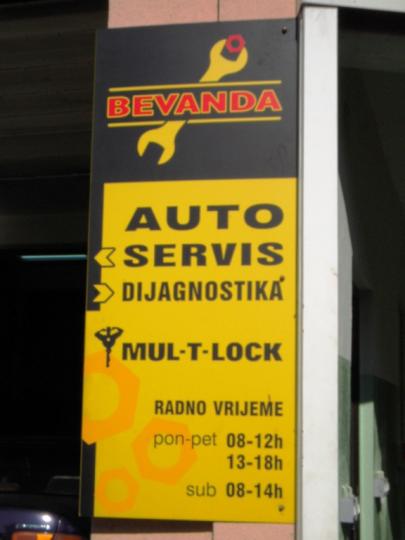 BEVANDA
AUTO
SERVIS
DIJAGNOSTIKA
MUL-T-LOCK
RADNO VRIJEME
pon-pet 08-12h
13-18h
sub 08-14h